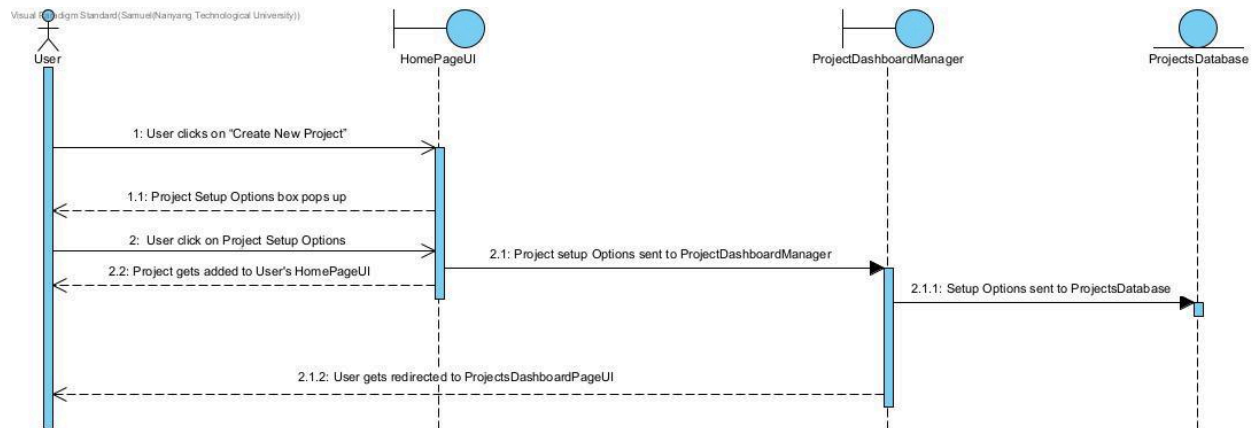 Visual Paradigm Standard(Samuel(Nanyang Technological University))
User
HomePageUI
ProjectDashboardManager
ProjectsDatabase
1: User clicks on “Create New Project”
1.1: Project Setup Options box pops up
2: User click on Project Setup Options
2.1: Project setup Options sent to ProjectDashboardManager
2.2: Project gets added to User's HomePageUI
2.1.1: Setup Options sent to ProjectsDatabase
2.1.2: User gets redirected to ProjectsDashboardPageUI